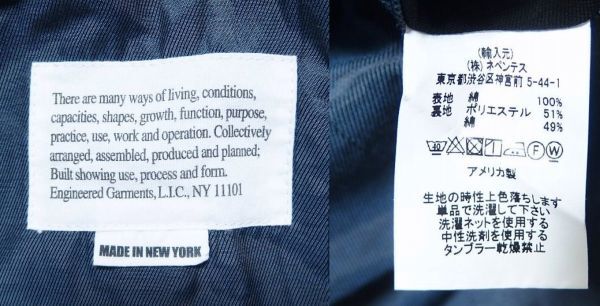 There are many ways of living, conditions,
capacities, shapes, growth, function, purpose,
practice, use, work and operation. Collectively
arranged, assembled, produced and planned;
Built showing use, process and form.
Engineered Garments, L.I.C., NY 11101
MADE IN NEW YORK
(輸入元)
(株) ネペンテス
東京都渋谷区神宮前 5-44-1
表地 綿 100%
裏地 ポリエステル 51%
綿 49%
アメリカ製
生地の特性上色落ちします
単品で洗濯して下さい
洗濯ネットを使用する
中性洗剤を使用する
タンブラー乾燥禁止